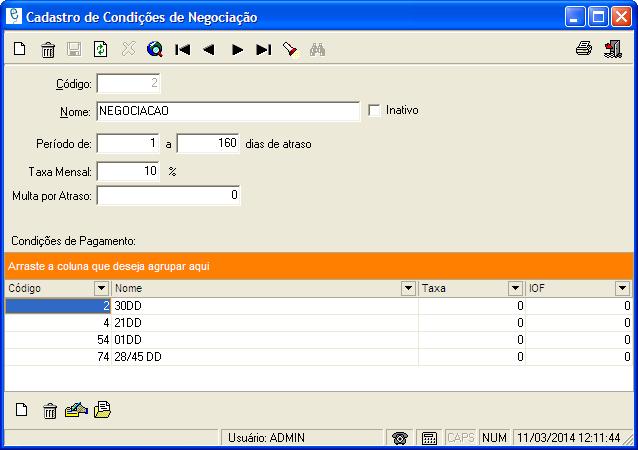 Cadastro de Condições de Negociação
Código: 2
Nome: NEGOCIACAO Inativo
Período de: 1 a 160 dias de atraso
Taxa Mensal: 10 %
Multa por Atraso: 0
Condições de Pagamento:
Arraste a coluna que deseja agrupar aqui
Código Nome Taxa IOF
2 30DD 0 0
4 21DD 0 0
54 01DD 0 0
74 28/45 DD 0 0
Usuário: ADMIN CAPS NUM 11/03/2014 12:11:44